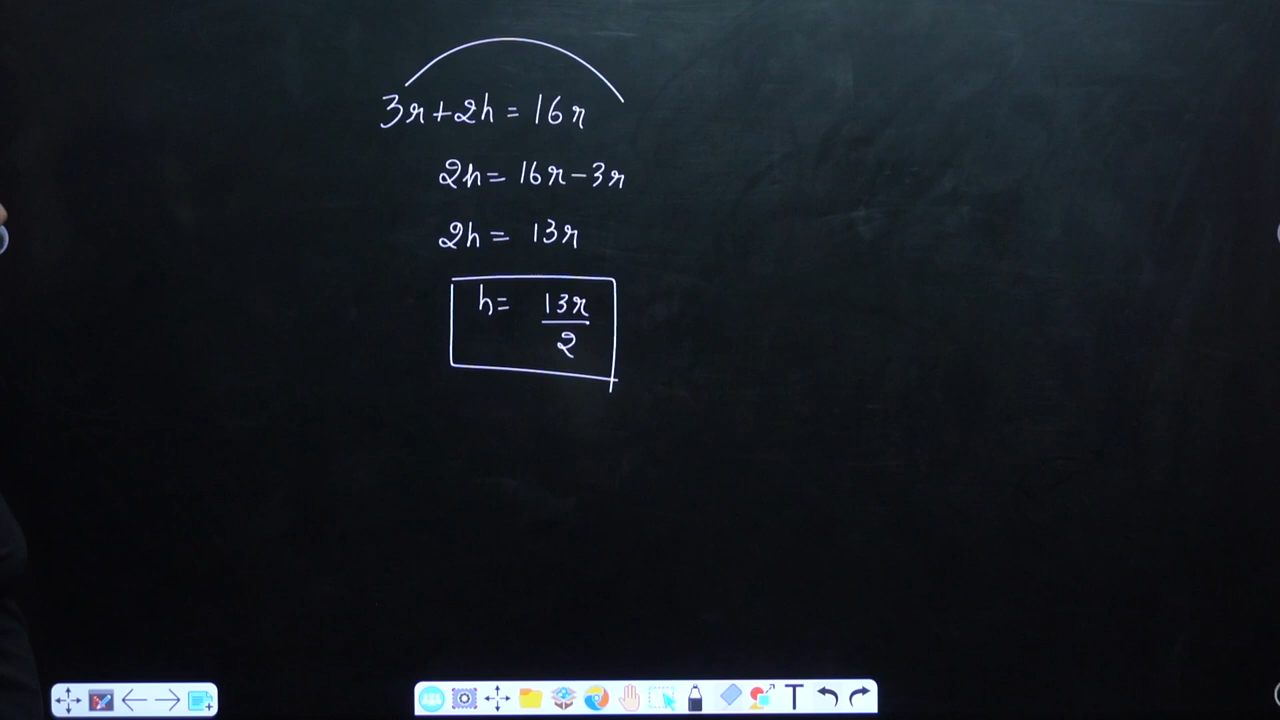 3r+2h = 16r
2h = 16r-3r
2h = 13r
h = 13r/2
T